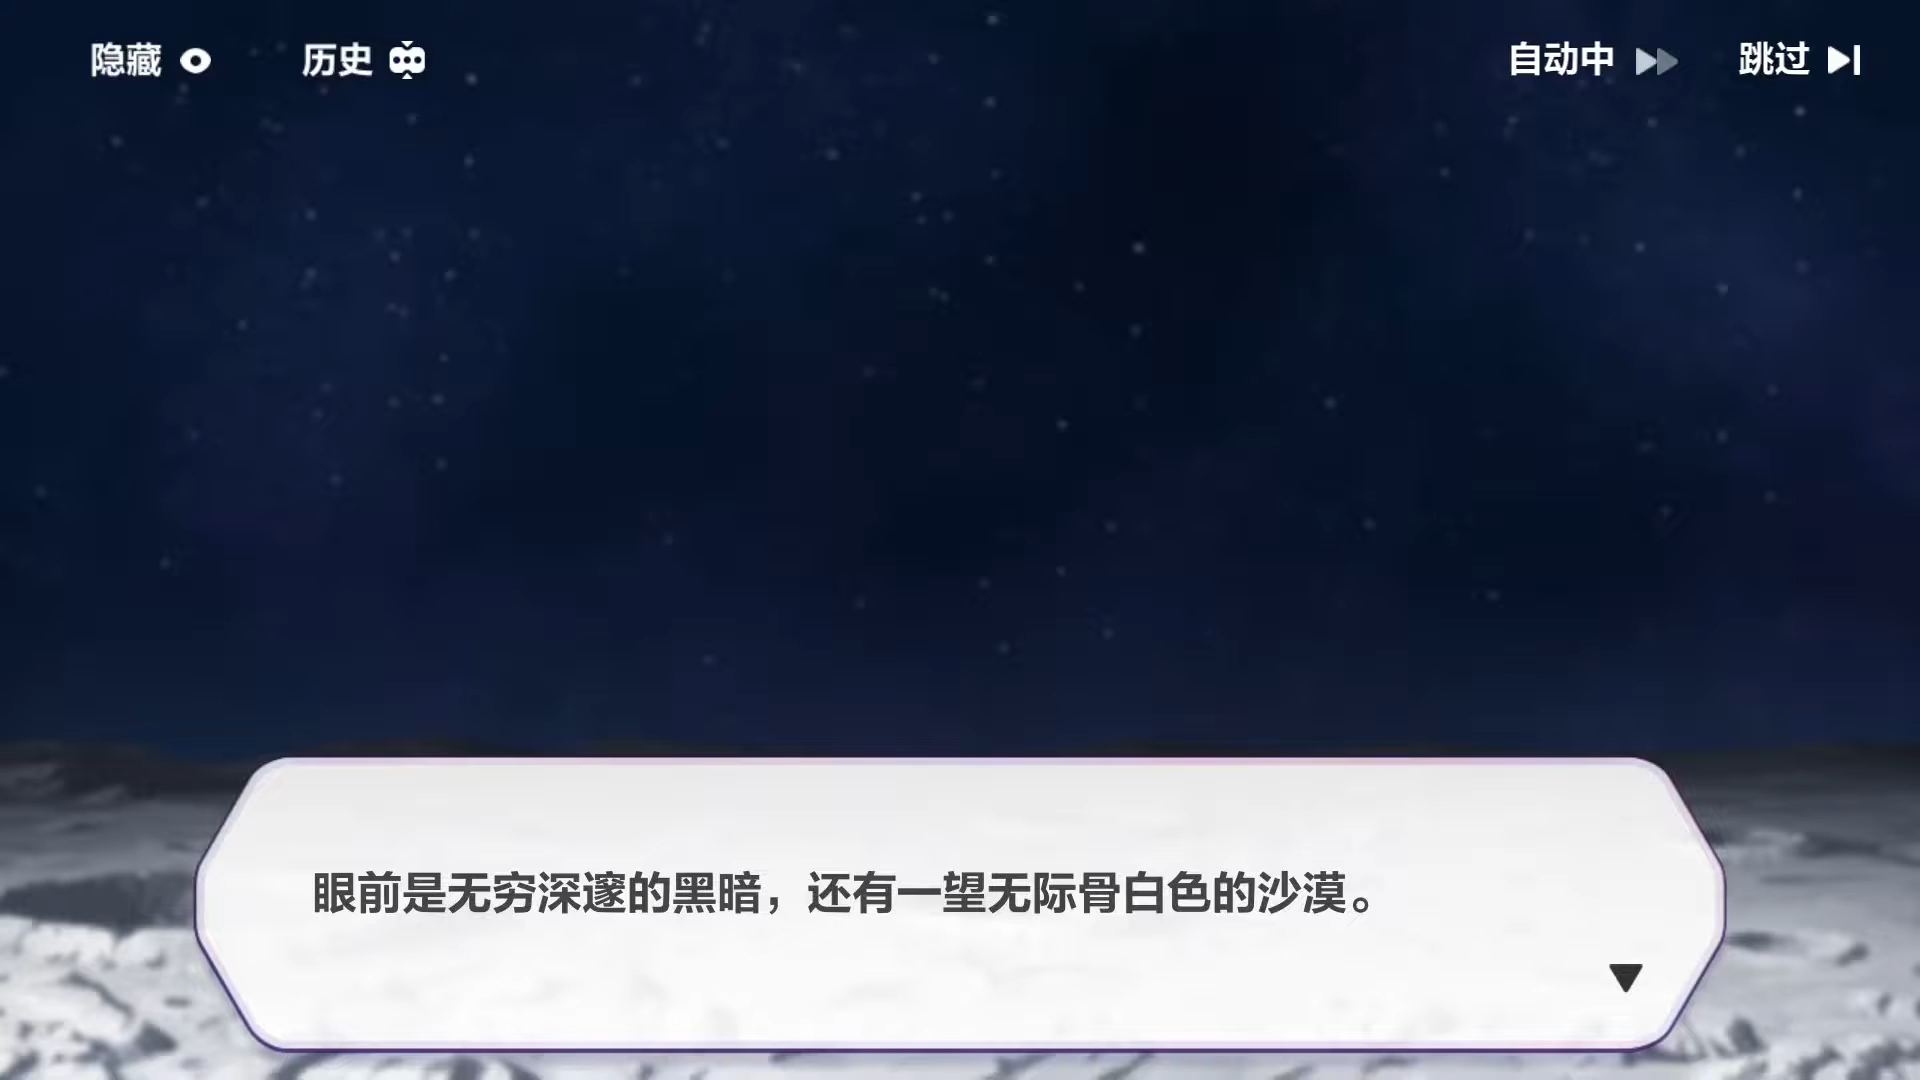 隐藏
历史
自动中
跳过
眼前是无穷深邃的黑暗，还有一望无际骨白色的沙漠。